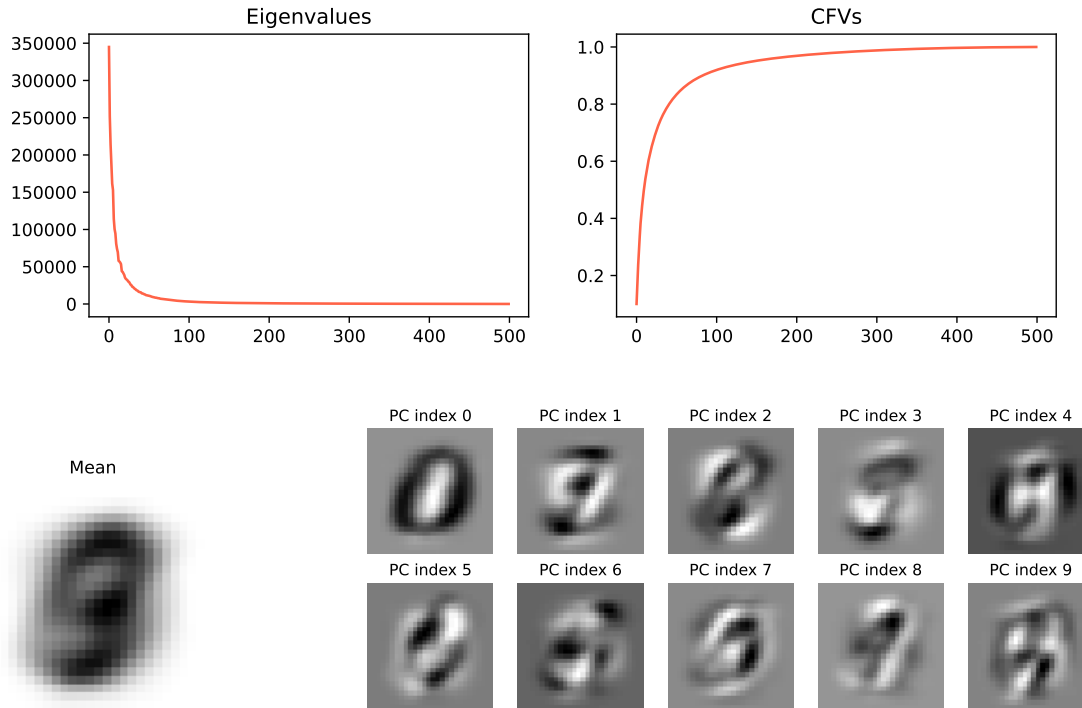 Eigenvalues
350000
300000
250000
200000
150000
100000
50000
0
0 100 200 300 400 500
CFVs
1.0
0.8
0.6
0.4
0.2
0 100 200 300 400 500
Mean
PC index 0 PC index 1 PC index 2 PC index 3 PC index 4
PC index 5 PC index 6 PC index 7 PC index 8 PC index 9